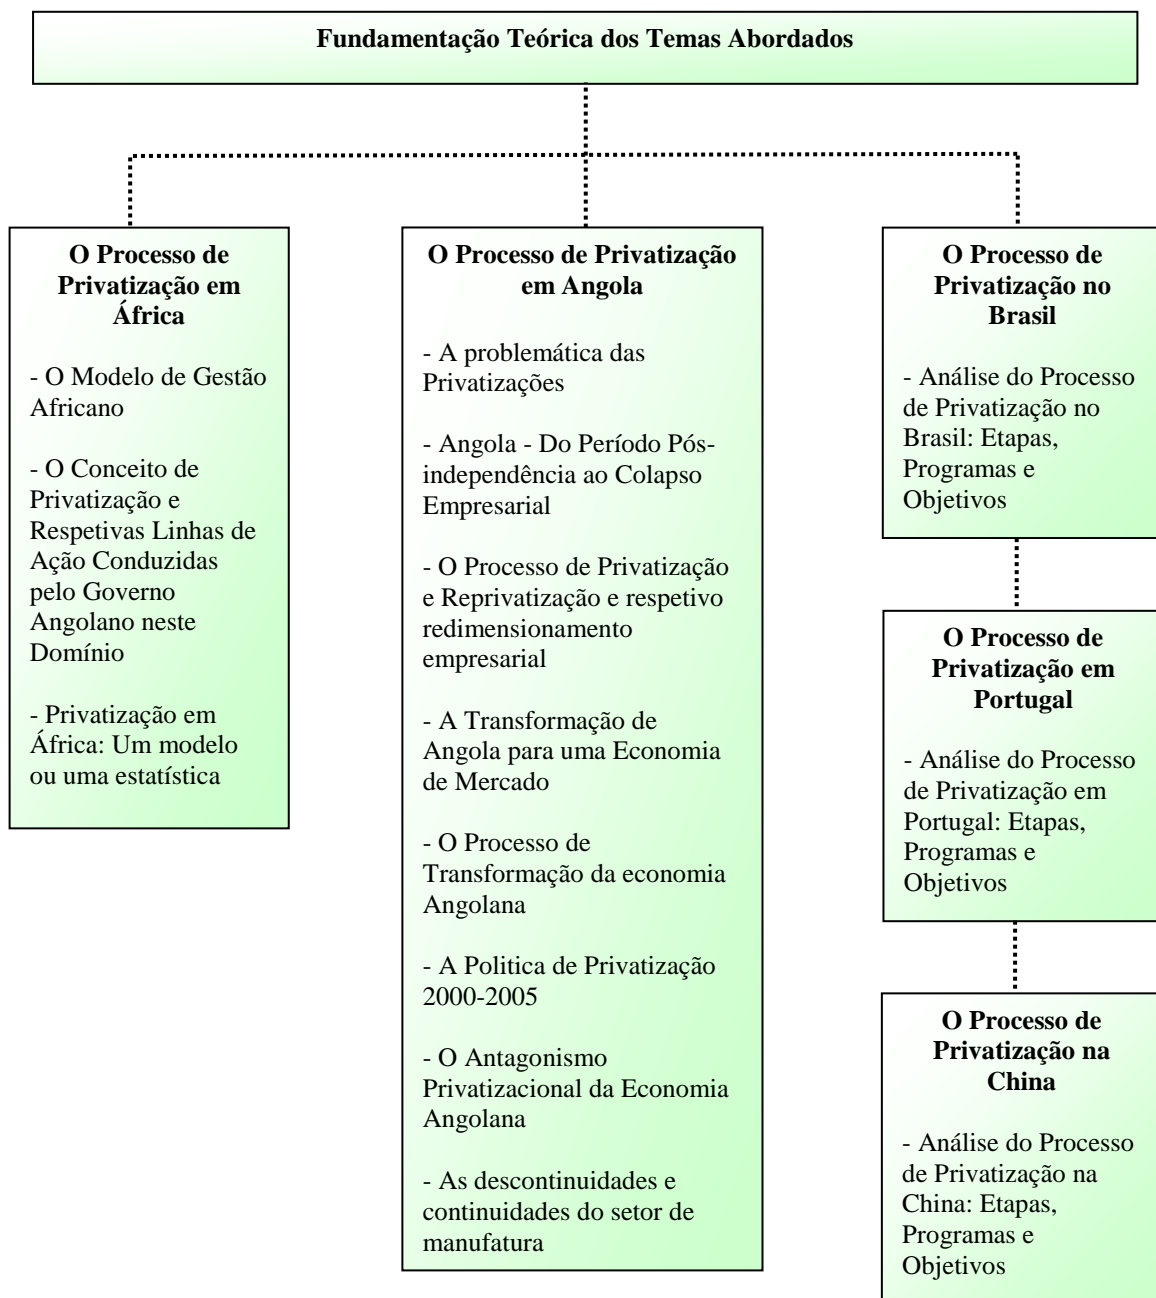 Fundamentação Teórica dos Temas Abordados
O Processo de
Privatização em
África
- O Modelo de Gestão
Africano
- O Conceito de
Privatização e
Respetivas Linhas de
Ação Conduzidas
pelo Governo
Angolano neste
Domínio
- Privatização em
África: Um modelo
ou uma estatística
O Processo de Privatização
em Angola
- A problemática das
Privatizações
- Angola - Do Período Pós-
independência ao Colapso
Empresarial
- O Processo de Privatização
e Reprivatização e respetivo
redimensionamento
empresarial
- A Transformação de
Angola para uma Economia
de Mercado
- O Processo de
Transformação da economia
Angolana
- A Politica de Privatização
2000-2005
- O Antagonismo
Privatizacional da Economia
Angolana
- As descontinuidades e
continuidades do setor de
manufatura
O Processo de
Privatização no
Brasil
- Análise do Processo
de Privatização no
Brasil: Etapas,
Programas e
Objetivos
O Processo de
Privatização em
Portugal
- Análise do Processo
de Privatização em
Portugal: Etapas,
Programas e
Objetivos
O Processo de
Privatização na
China
- Análise do Processo
de Privatização na
China: Etapas,
Programas e
Objetivos